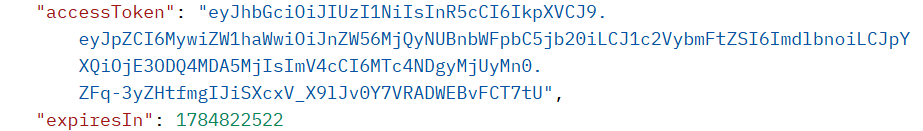 "accessToken": "eyJhbGciOiJIUzI1NiIsInR5cCI6IkpXVCJ9.
eyJpZCI6MywiZW1haWwiOiJnZW56MjQyNUBnbWFpbC5jb20iLCJ1c2VybmFtZSI6ImdlbnoiLCJpY
XQiOjE3ODQ4MDA5MjIsImV4cCI6MTc4NDgyMjUyMn0.
ZFq-3yZHtfmgIJiSXcxV_X9lJv0Y7VRADWEBvFCT7tU",
"expiresIn": 1784822522